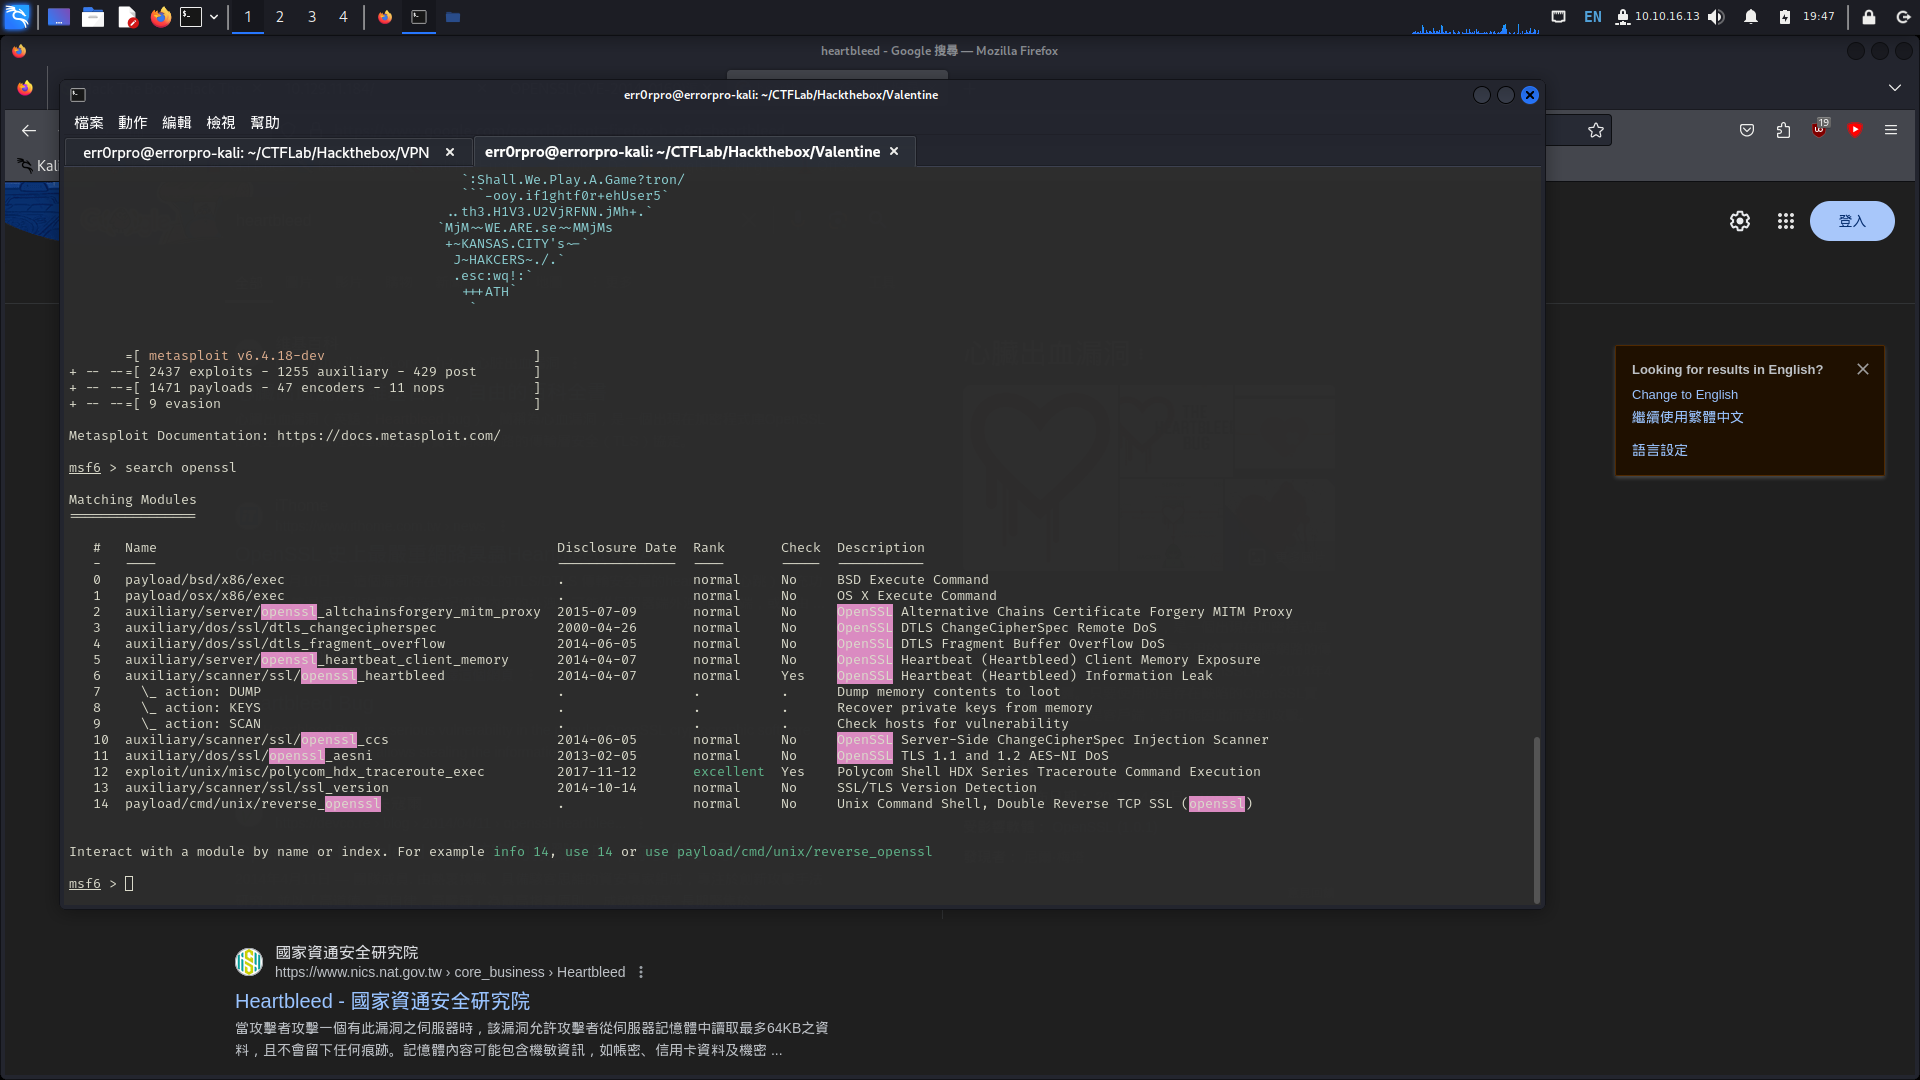 1 2 3 4 EN 10.10.16.13 19:47
heartbleed - Google 搜尋 — Mozilla Firefox
err0rpro@errorpro-kali: ~/CTFLab/Hackthebox/Valentine
檔案 動作 編輯 檢視 幫助
19
err0rpro@errorpro-kali: ~/CTFLab/Hackthebox/VPN × err0rpro@errorpro-kali: ~/CTFLab/Hackthebox/Valentine ×
Kali
`:Shall.We.Play.A.Game?tron/
```-ooy.if1ghtf0r+ehUser5`
..th3.H1V3.U2VjRFNN.jMh+.`
`MjM~~WE.ARE.se~~MMjMs
+~KANSAS.CITY's~-`
J~HAKCERS~./.`
.esc:wq!:`
+++ATH`
`
登入
=[ metasploit v6.4.18-dev ]
+ -- --=[ 2437 exploits - 1255 auxiliary - 429 post ]
+ -- --=[ 1471 payloads - 47 encoders - 11 nops ]
+ -- --=[ 9 evasion ]
Looking for results in English?
Change to English
繼續使用繁體中文
語言設定
Metasploit Documentation: https://docs.metasploit.com/
msf6 > search openssl
Matching Modules
================
# Name Disclosure Date Rank Check Description
- ---- --------------- ---- ----- -----------
0 payload/bsd/x86/exec . normal No BSD Execute Command
1 payload/osx/x86/exec . normal No OS X Execute Command
2 auxiliary/server/openssl_altchainsforgery_mitm_proxy 2015-07-09 normal No OpenSSL Alternative Chains Certificate Forgery MITM Proxy
3 auxiliary/dos/ssl/dtls_changecipherspec 2000-04-26 normal No OpenSSL DTLS ChangeCipherSpec Remote DoS
4 auxiliary/dos/ssl/dtls_fragment_overflow 2014-06-05 normal No OpenSSL DTLS Fragment Buffer Overflow DoS
5 auxiliary/server/openssl_heartbeat_client_memory 2014-04-07 normal No OpenSSL Heartbeat (Heartbleed) Client Memory Exposure
6 auxiliary/scanner/ssl/openssl_heartbleed 2014-04-07 normal Yes OpenSSL Heartbeat (Heartbleed) Information Leak
7 \_ action: DUMP . . . Dump memory contents to loot
8 \_ action: KEYS . . . Recover private keys from memory
9 \_ action: SCAN . . . Check hosts for vulnerability
10 auxiliary/scanner/ssl/openssl_ccs 2014-06-05 normal No OpenSSL Server-Side ChangeCipherSpec Injection Scanner
11 auxiliary/dos/ssl/openssl_aesni 2013-02-05 normal No OpenSSL TLS 1.1 and 1.2 AES-NI DoS
12 exploit/unix/misc/polycom_hdx_traceroute_exec 2017-11-12 excellent Yes Polycom Shell HDX Series Traceroute Command Execution
13 auxiliary/scanner/ssl/ssl_version 2014-10-14 normal No SSL/TLS Version Detection
14 payload/cmd/unix/reverse_openssl . normal No Unix Command Shell, Double Reverse TCP SSL (openssl)
Interact with a module by name or index. For example info 14, use 14 or use payload/cmd/unix/reverse_openssl
msf6 >
國家資通安全研究院
https://www.nics.nat.gov.tw › core_business › Heartbleed
Heartbleed - 國家資通安全研究院
當攻擊者攻擊一個有此漏洞之伺服器時，該漏洞允許攻擊者從伺服器記憶體中讀取最多64KB之資
料，且不會留下任何痕跡。記憶體內容可能包含機敏資訊，如帳密、信用卡資料及機密 ...